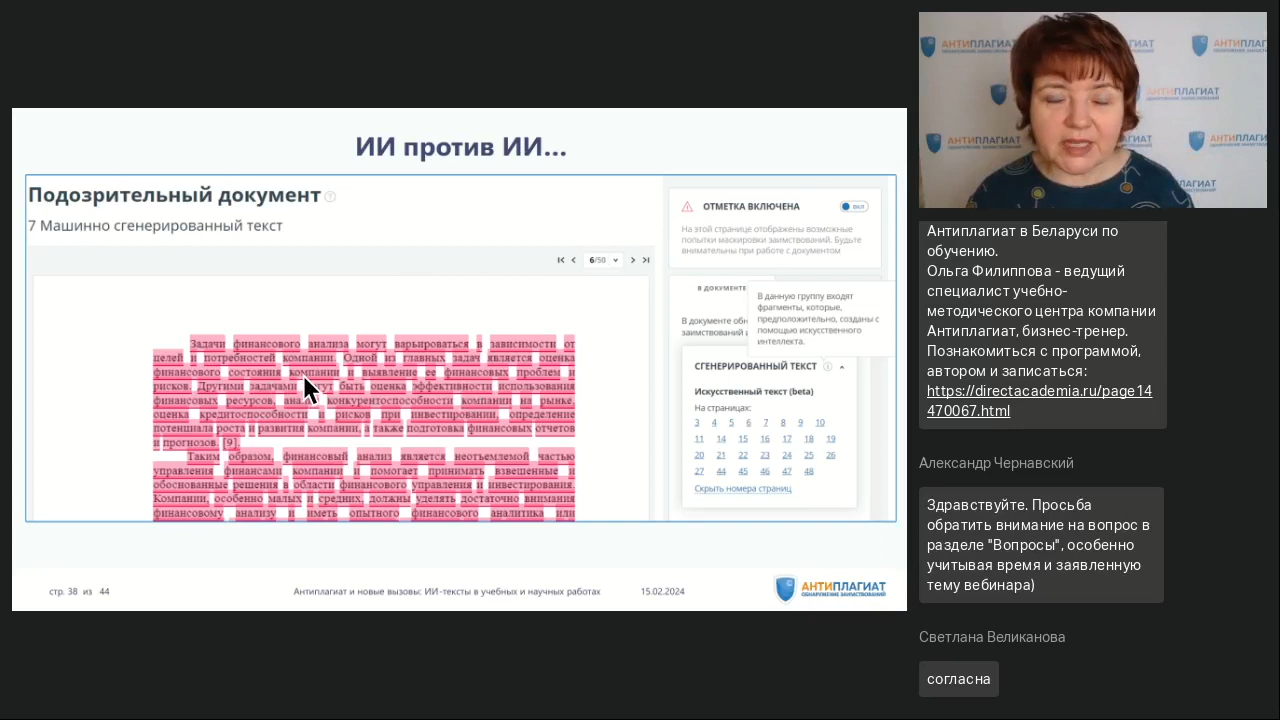 ИИ против ИИ...
Подозрительный документ
7 Машинно сгенерированный текст
6/50
Задачи финансового анализа могут варьироваться в зависимости от
целей и потребностей компании. Одной из главных задач является оценка
финансового состояния компании и выявление ее финансовых проблем и
рисков. Другими задачами могут быть оценка эффективности использования
финансовых ресурсов, конкурентоспособности компании на рынке,
оценка кредитоспособности и рисков при инвестировании, определение
потенциала роста и развития компании, а также подготовка финансовых отчетов
и прогнозов. [9].
Таким образом, финансовый анализ является неотъемлемой частью
управления финансами компании и помогает принимать взвешенные и
обоснованные решения в области финансового управления и инвестирования.
Компании, особенно малых и средних, должны уделять достаточно внимания
финансовому анализу и иметь опытного финансового аналитика или
ОТМЕТКА ВКЛЮЧЕНА
вкл
На этой странице отображены возможные
попытки маскировки заимствований. Будьте
внимательны при работе с документом
В ДОКУМЕНТЕ
В документе обн
заимствований и
В данную группу входят
фрагменты, которые,
предположительно, созданы с
помощью искусственного
интеллекта.
СГЕНЕРИРОВАННЫЙ ТЕКСТ
Искусственный текст (beta)
На страницах:
3 4 5 6 7 8 9 10
11 14 15 16 17 18 19
20 21 22 23 24 25 26
27 44 45 46 47 48
Скрыть номера страниц
стр. 38 из 44
Антиплагиат и новые вызовы: ИИ-тексты в учебных и научных работах
15.02.2024
АНТИПЛАГИАТ
ОБНАРУЖЕНИЕ ЗАИМСТВОВАНИЙ
Антиплагиат в Беларуси по
обучению.
Ольга Филиппова - ведущий
специалист учебно-
методического центра компании
Антиплагиат, бизнес-тренер.
Познакомиться с программой,
автором и записаться:
https://directacademia.ru/page14
470067.html
Александр Чернавский
Здравствуйте. Просьба
обратить внимание на вопрос в
разделе "Вопросы", особенно
учитывая время и заявленную
тему вебинара)
Светлана Великанова
согласна